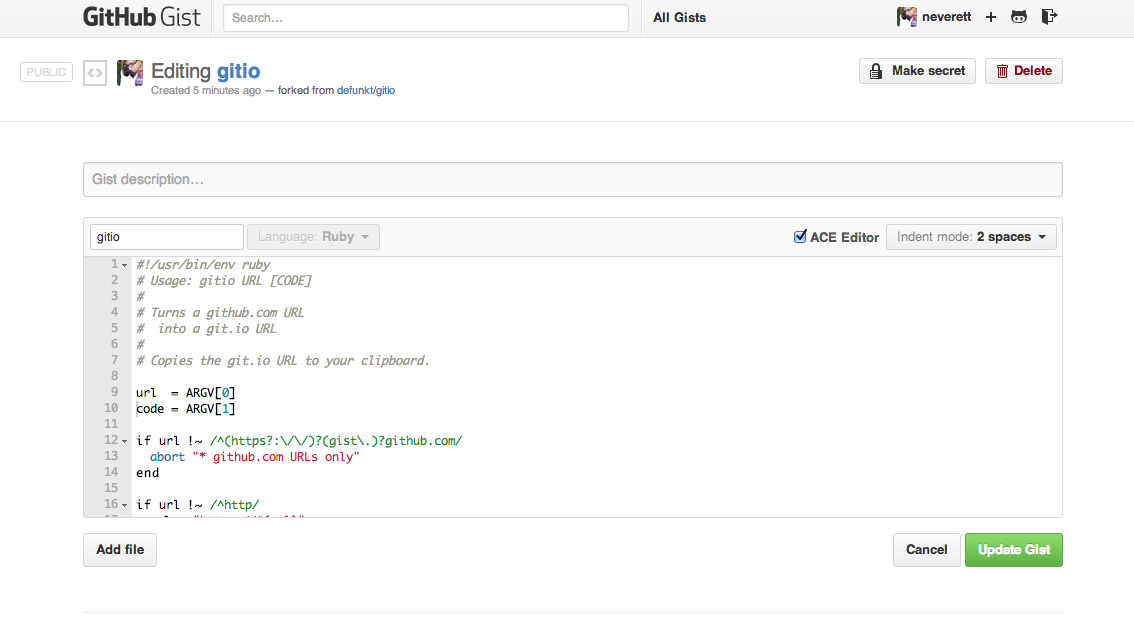 GitHub Gist Search... All Gists neverett
PUBLIC Editing gitio Make secret Delete
Created 5 minutes ago — forked from defunkt/gitio
Gist description…
gitio Language: Ruby ACE Editor Indent mode: 2 spaces
1 #!/usr/bin/env ruby
2 # Usage: gitio URL [CODE]
3 #
4 # Turns a github.com URL
5 #  into a git.io URL
6 #
7 # Copies the git.io URL to your clipboard.
8
9 url  = ARGV[0]
10 code = ARGV[1]
11
12 if url !~ /^(https?:\/\/)?(gist\.)?github.com/
13   abort "* github.com URLs only"
14 end
15
16 if url !~ /^http/
Add file Cancel Update Gist